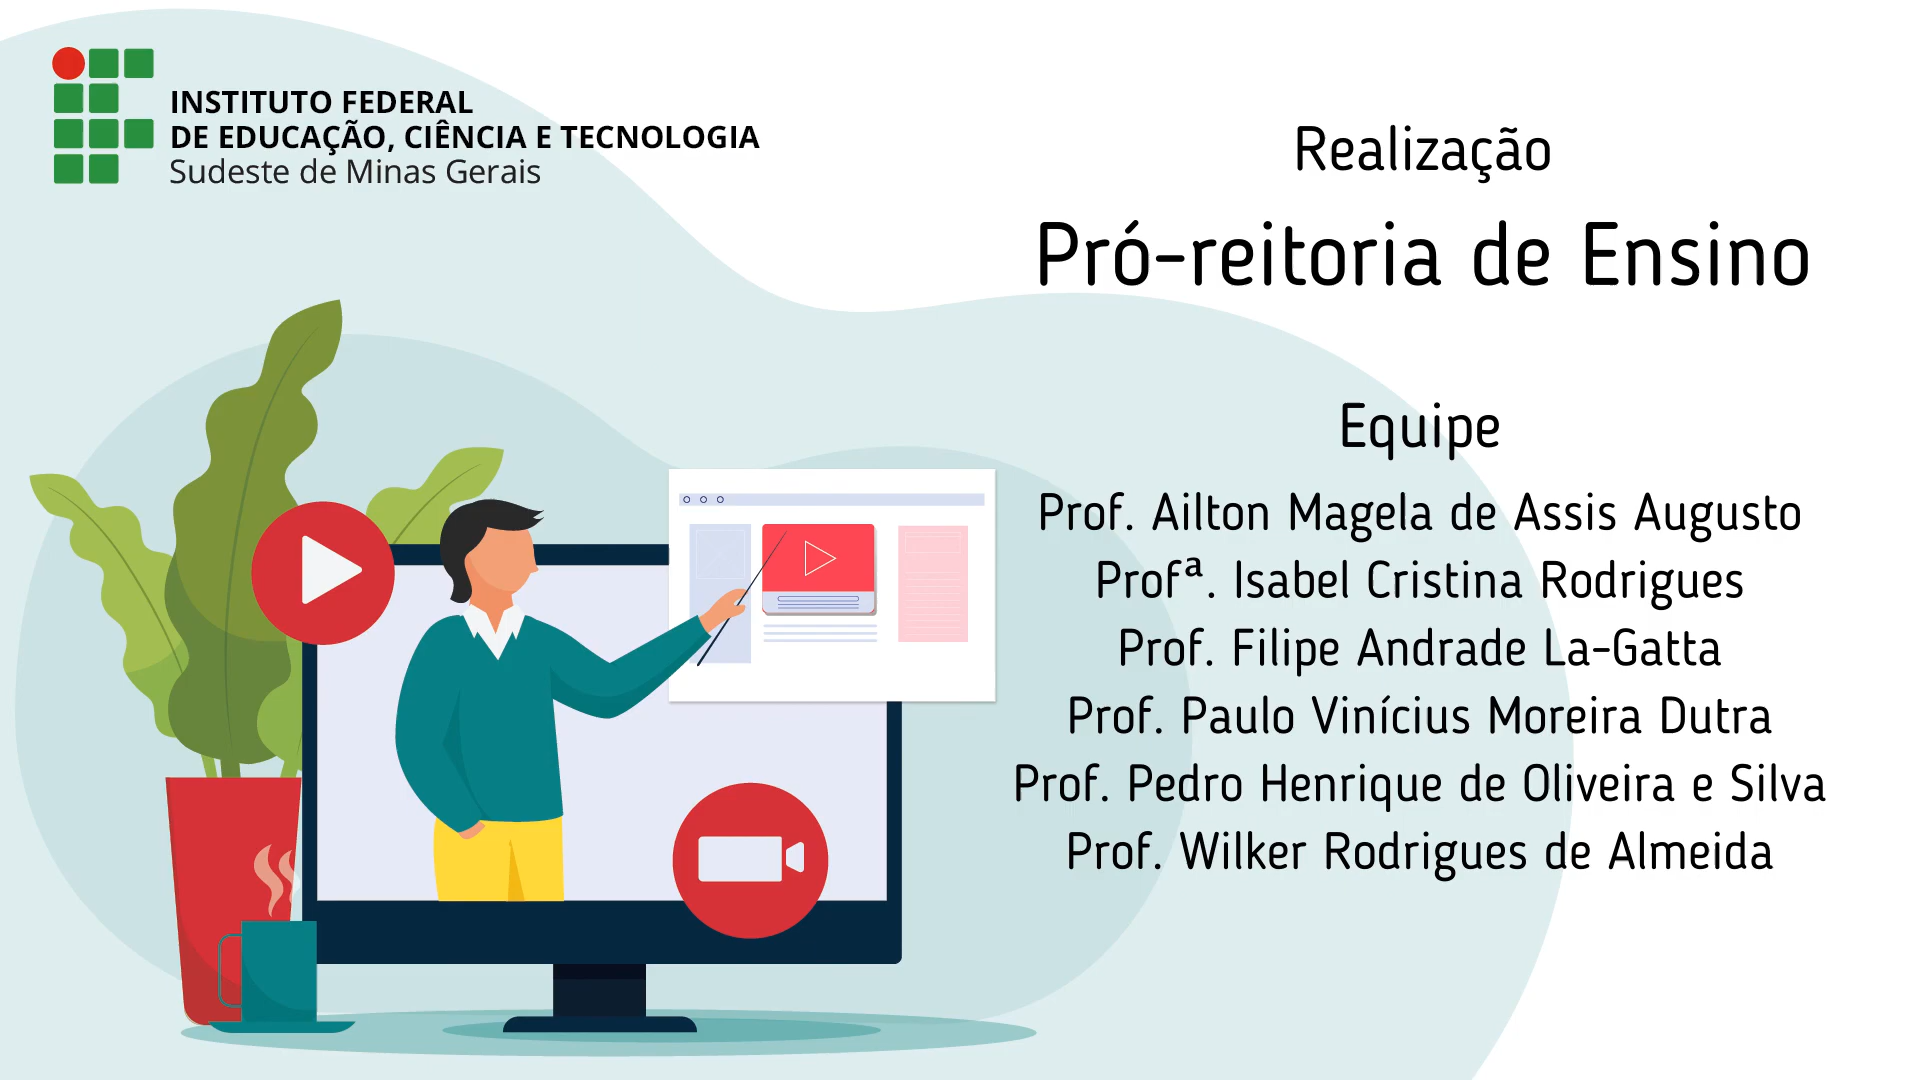 INSTITUTO FEDERAL
DE EDUCAÇÃO, CIÊNCIA E TECNOLOGIA
Sudeste de Minas Gerais
Realização
Pró-reitoria de Ensino
Equipe
Prof. Ailton Magela de Assis Augusto
Profª. Isabel Cristina Rodrigues
Prof. Filipe Andrade La-Gatta
Prof. Paulo Vinícius Moreira Dutra
Prof. Pedro Henrique de Oliveira e Silva
Prof. Wilker Rodrigues de Almeida